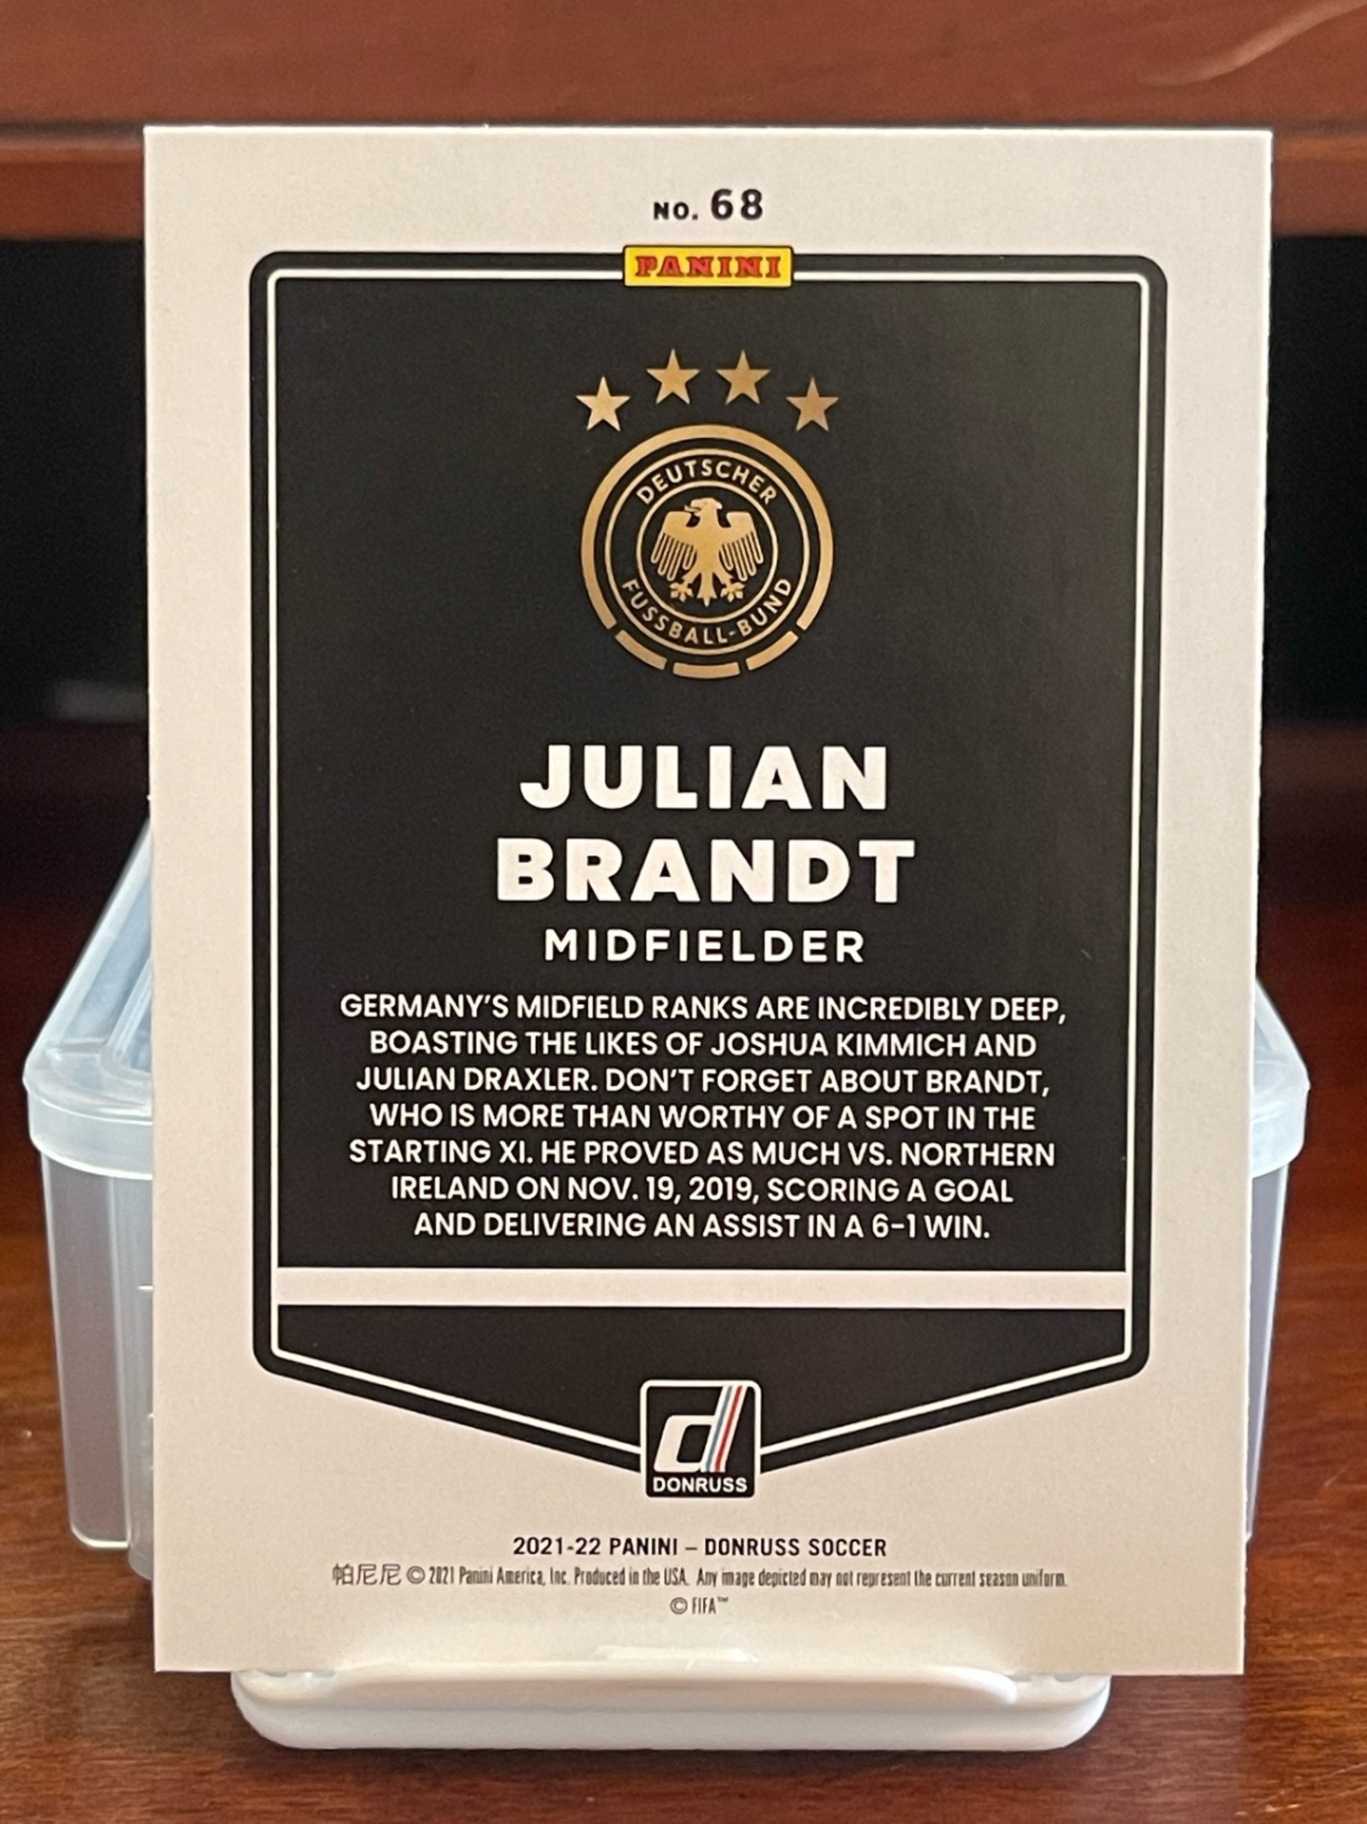 NO. 68
PANINI
DEUTSCHER
FUSSBALL-BUND
JULIAN
BRANDT
MIDFIELDER
GERMANY'S MIDFIELD RANKS ARE INCREDIBLY DEEP,
BOASTING THE LIKES OF JOSHUA KIMMICH AND
JULIAN DRAXLER. DON'T FORGET ABOUT BRANDT,
WHO IS MORE THAN WORTHY OF A SPOT IN THE
STARTING XI. HE PROVED AS MUCH VS. NORTHERN
IRELAND ON NOV. 19, 2019, SCORING A GOAL
AND DELIVERING AN ASSIST IN A 6-1 WIN.
d
DONRUSS
2021-22 PANINI – DONRUSS SOCCER
帕尼尼 © 2021 Panini America, Inc. Produced in the USA. Any image depicted may not represent the current season uniform.
© FIFA™